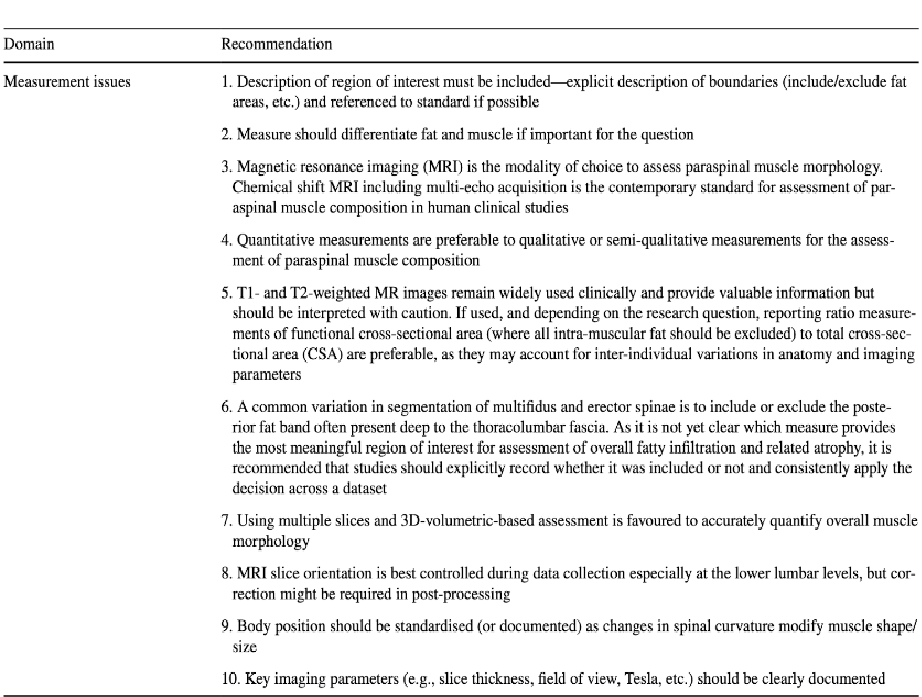 Domain Recommendation
Measurement issues 1. Description of region of interest must be included—explicit description of boundaries (include/exclude fat
areas, etc.) and referenced to standard if possible
2. Measure should differentiate fat and muscle if important for the question
3. Magnetic resonance imaging (MRI) is the modality of choice to assess paraspinal muscle morphology.
Chemical shift MRI including multi-echo acquisition is the contemporary standard for assessment of par-
aspinal muscle composition in human clinical studies
4. Quantitative measurements are preferable to qualitative or semi-qualitative measurements for the assess-
ment of paraspinal muscle composition
5. T1- and T2-weighted MR images remain widely used clinically and provide valuable information but
should be interpreted with caution. If used, and depending on the research question, reporting ratio measure-
ments of functional cross-sectional area (where all intra-muscular fat should be excluded) to total cross-sec-
tional area (CSA) are preferable, as they may account for inter-individual variations in anatomy and imaging
parameters
6. A common variation in segmentation of multifidus and erector spinae is to include or exclude the poste-
rior fat band often present deep to the thoracolumbar fascia. As it is not yet clear which measure provides
the most meaningful region of interest for assessment of overall fatty infiltration and related atrophy, it is
recommended that studies should explicitly record whether it was included or not and consistently apply the
decision across a dataset
7. Using multiple slices and 3D-volumetric-based assessment is favoured to accurately quantify overall muscle
morphology
8. MRI slice orientation is best controlled during data collection especially at the lower lumbar levels, but cor-
rection might be required in post-processing
9. Body position should be standardised (or documented) as changes in spinal curvature modify muscle shape/
size
10. Key imaging parameters (e.g., slice thickness, field of view, Tesla, etc.) should be clearly documented